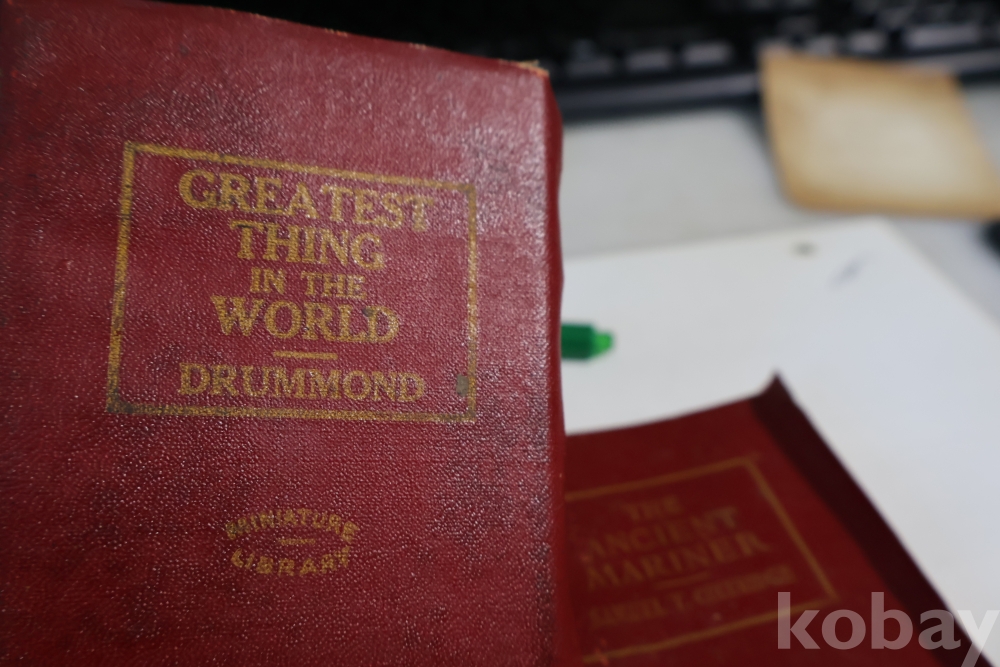 GREATEST
THING
IN THE
WORLD
DRUMMOND
MINIATURE
LIBRARY
THE
ANCIENT
MARINER
kobay